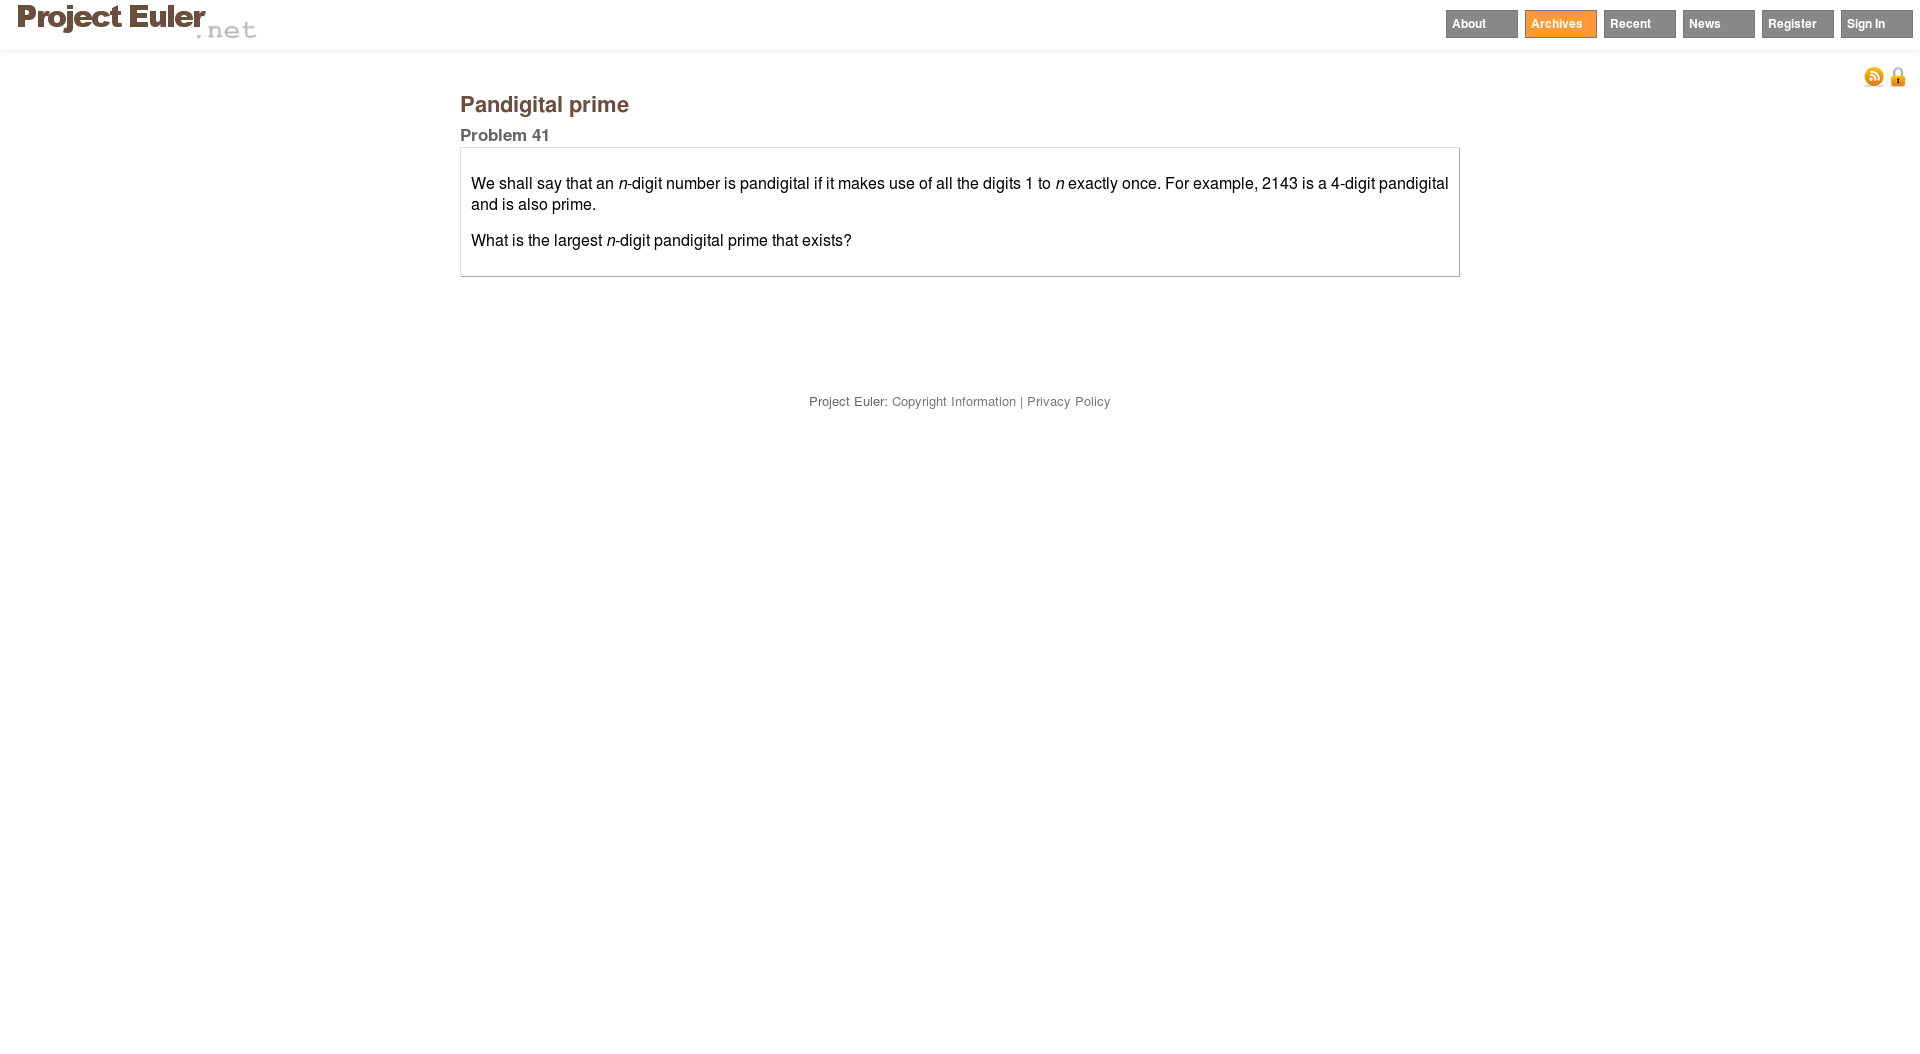 Project Euler.net
About Archives Recent News Register Sign In
Pandigital prime
Problem 41
We shall say that an n-digit number is pandigital if it makes use of all the digits 1 to n exactly once. For example, 2143 is a 4-digit pandigital
and is also prime.
What is the largest n-digit pandigital prime that exists?
Project Euler: Copyright Information | Privacy Policy